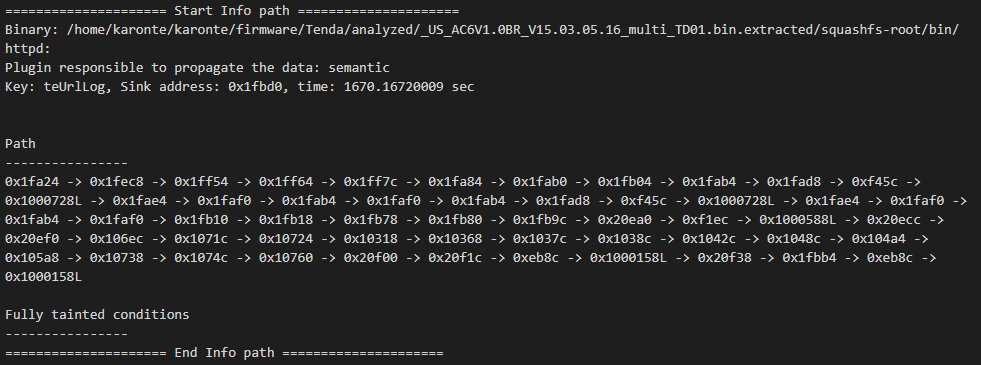 ===================== Start Info path =====================
Binary: /home/karonte/karonte/firmware/Tenda/analyzed/_US_AC6V1.0BR_V15.03.05.16_multi_TD01.bin.extracted/squashfs-root/bin/
httpd:
Plugin responsible to propagate the data: semantic
Key: teUrlLog, Sink address: 0x1fbd0, time: 1670.16720009 sec
Path
----------------
0x1fa24 -> 0x1fec8 -> 0x1ff54 -> 0x1ff64 -> 0x1ff7c -> 0x1fa84 -> 0x1fab0 -> 0x1fb04 -> 0x1fab4 -> 0x1fad8 -> 0xf45c ->
0x1000728L -> 0x1fae4 -> 0x1faf0 -> 0x1fab4 -> 0x1faf0 -> 0x1fab4 -> 0x1fad8 -> 0xf45c -> 0x1000728L -> 0x1fae4 -> 0x1faf0 ->
0x1fab4 -> 0x1faf0 -> 0x1fb10 -> 0x1fb18 -> 0x1fb78 -> 0x1fb80 -> 0x1fb9c -> 0x20ea0 -> 0xf1ec -> 0x1000588L -> 0x20ecc ->
0x20ef0 -> 0x106ec -> 0x1071c -> 0x10724 -> 0x10318 -> 0x10368 -> 0x1037c -> 0x1038c -> 0x1042c -> 0x1048c -> 0x104a4 ->
0x105a8 -> 0x10738 -> 0x1074c -> 0x10760 -> 0x20f00 -> 0x20f1c -> 0xeb8c -> 0x1000158L -> 0x20f38 -> 0x1fbb4 -> 0xeb8c ->
0x1000158L
Fully tainted conditions
----------------
===================== End Info path =====================